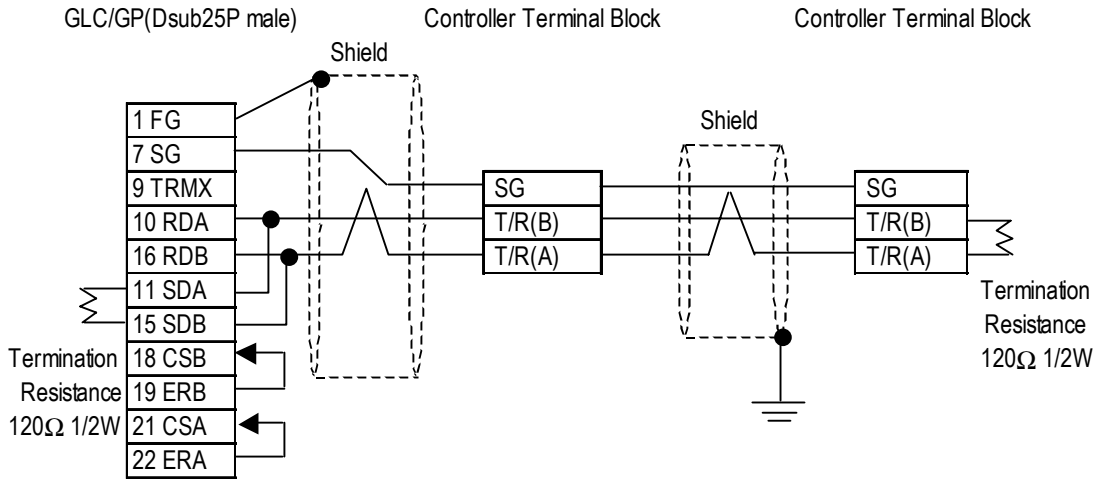 GLC/GP(Dsub25P male)
Controller Terminal Block
Controller Terminal Block
Shield
Shield
1 FG
7 SG
9 TRMX
10 RDA
16 RDB
11 SDA
15 SDB
18 CSB
19 ERB
21 CSA
22 ERA
SG
T/R(B)
T/R(A)
SG
T/R(B)
T/R(A)
Termination
Resistance
120Ω 1/2W
Termination
Resistance
120Ω 1/2W